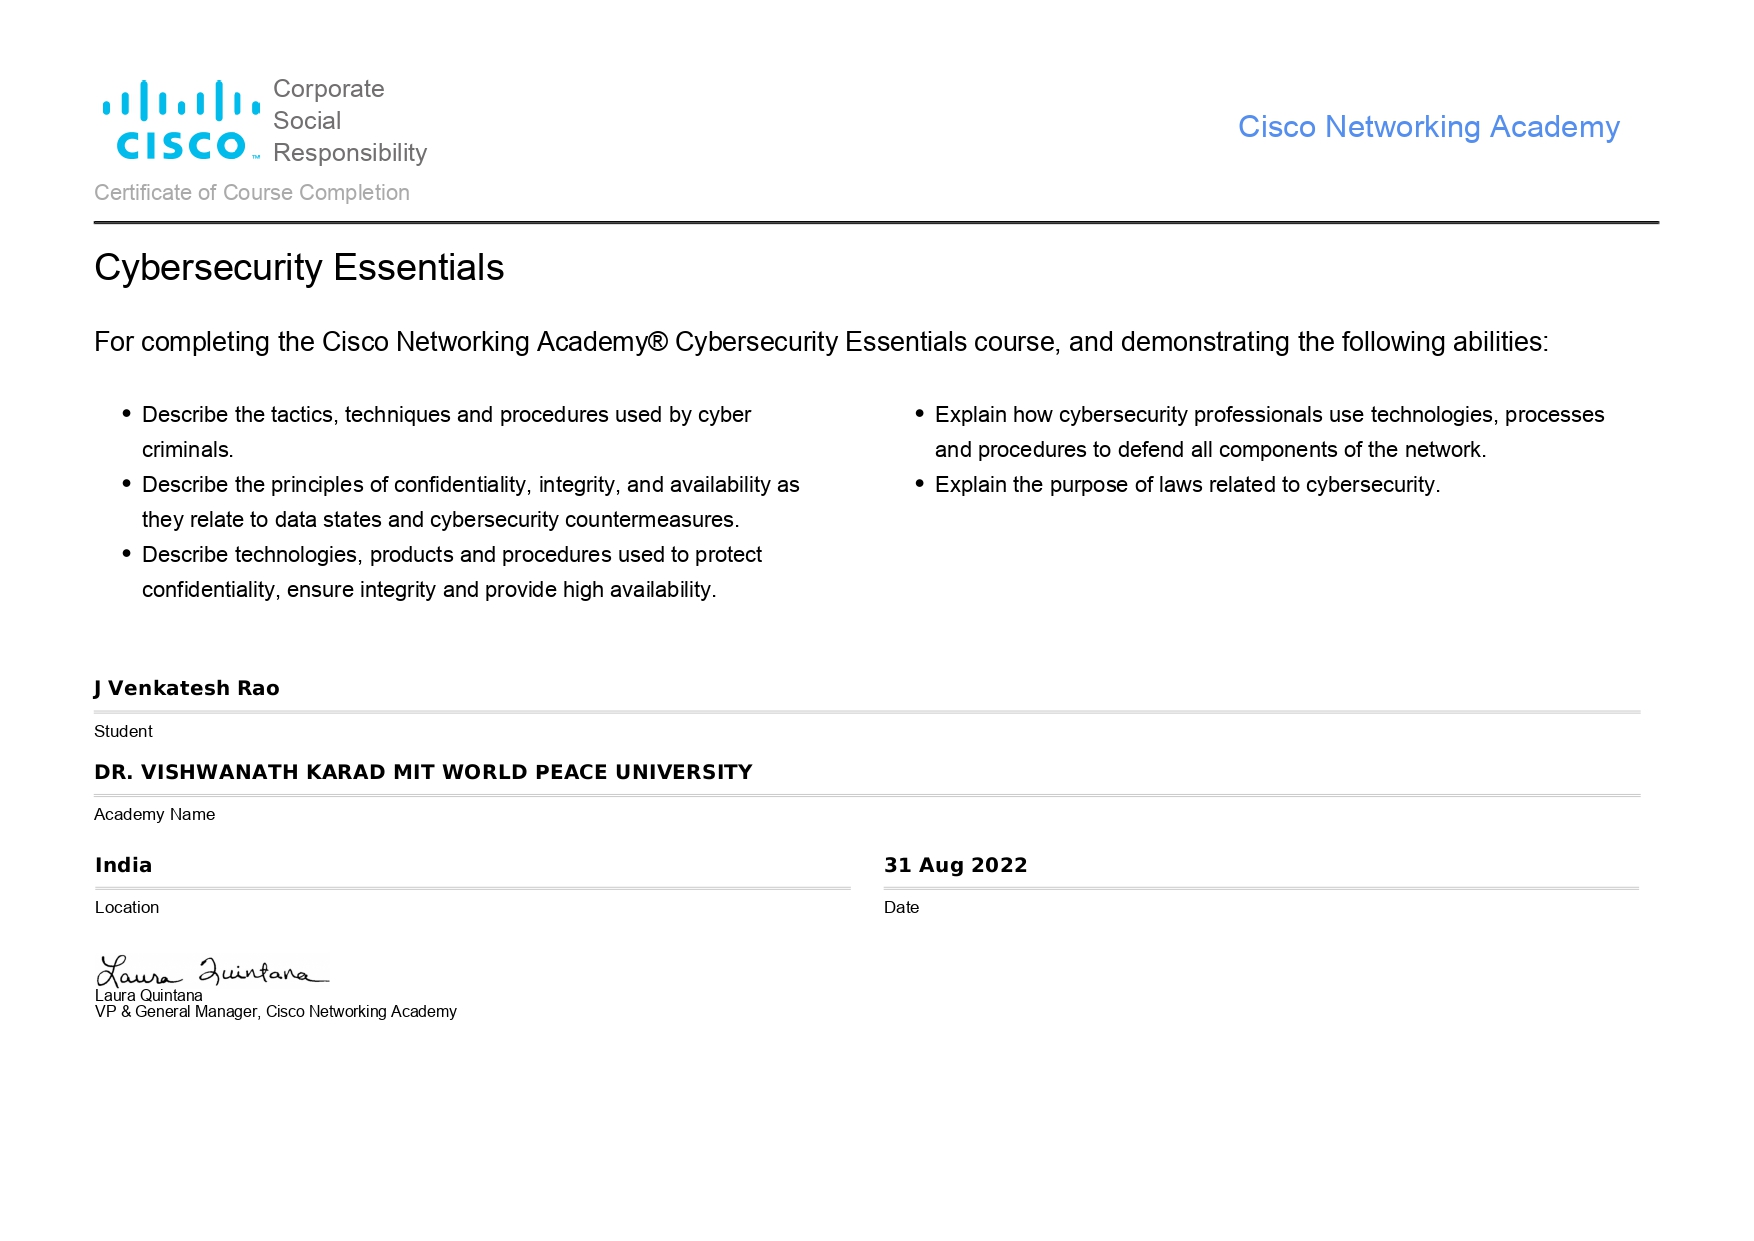 Corporate
Social
Responsibility
CISCO™
Cisco Networking Academy
Certificate of Course Completion
Cybersecurity Essentials
For completing the Cisco Networking Academy® Cybersecurity Essentials course, and demonstrating the following abilities:
• Describe the tactics, techniques and procedures used by cyber
criminals.
• Describe the principles of confidentiality, integrity, and availability as
they relate to data states and cybersecurity countermeasures.
• Describe technologies, products and procedures used to protect
confidentiality, ensure integrity and provide high availability.
• Explain how cybersecurity professionals use technologies, processes
and procedures to defend all components of the network.
• Explain the purpose of laws related to cybersecurity.
J Venkatesh Rao
Student
DR. VISHWANATH KARAD MIT WORLD PEACE UNIVERSITY
Academy Name
India
Location
31 Aug 2022
Date
Laura Quintana
Laura Quintana
VP & General Manager, Cisco Networking Academy